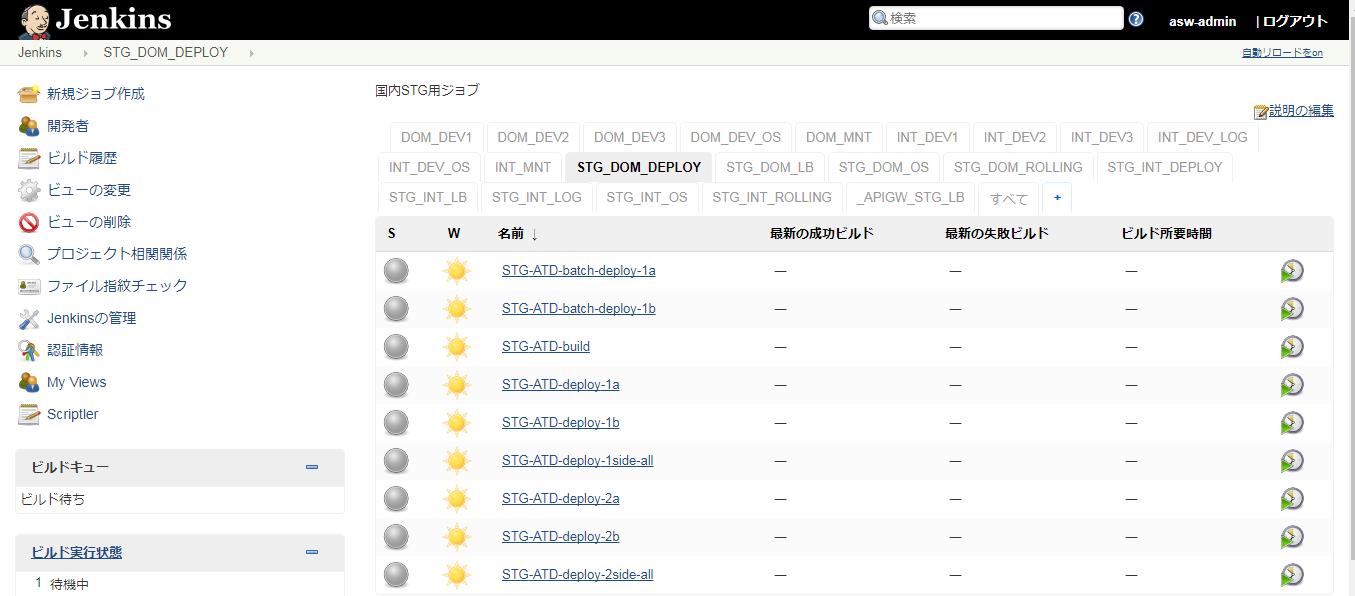 Jenkins
検索
asw-admin | ログアウト
Jenkins STG_DOM_DEPLOY
自動リロードをon
新規ジョブ作成
開発者
ビルド履歴
ビューの変更
ビューの削除
プロジェクト相関関係
ファイル指紋チェック
Jenkinsの管理
認証情報
My Views
Scriptler
ビルドキュー
ビルド待ち
ビルド実行状態
1 待機中
国内STG用ジョブ
説明の編集
DOM_DEV1 DOM_DEV2 DOM_DEV3 DOM_DEV_OS DOM_MNT INT_DEV1 INT_DEV2 INT_DEV3 INT_DEV_LOG
INT_DEV_OS INT_MNT STG_DOM_DEPLOY STG_DOM_LB STG_DOM_OS STG_DOM_ROLLING STG_INT_DEPLOY
STG_INT_LB STG_INT_LOG STG_INT_OS STG_INT_ROLLING _APIGW_STG_LB すべて +
S W 名前 ↓ 最新の成功ビルド 最新の失敗ビルド ビルド所要時間
STG-ATD-batch-deploy-1a — — —
STG-ATD-batch-deploy-1b — — —
STG-ATD-build — — —
STG-ATD-deploy-1a — — —
STG-ATD-deploy-1b — — —
STG-ATD-deploy-1side-all — — —
STG-ATD-deploy-2a — — —
STG-ATD-deploy-2b — — —
STG-ATD-deploy-2side-all — — —